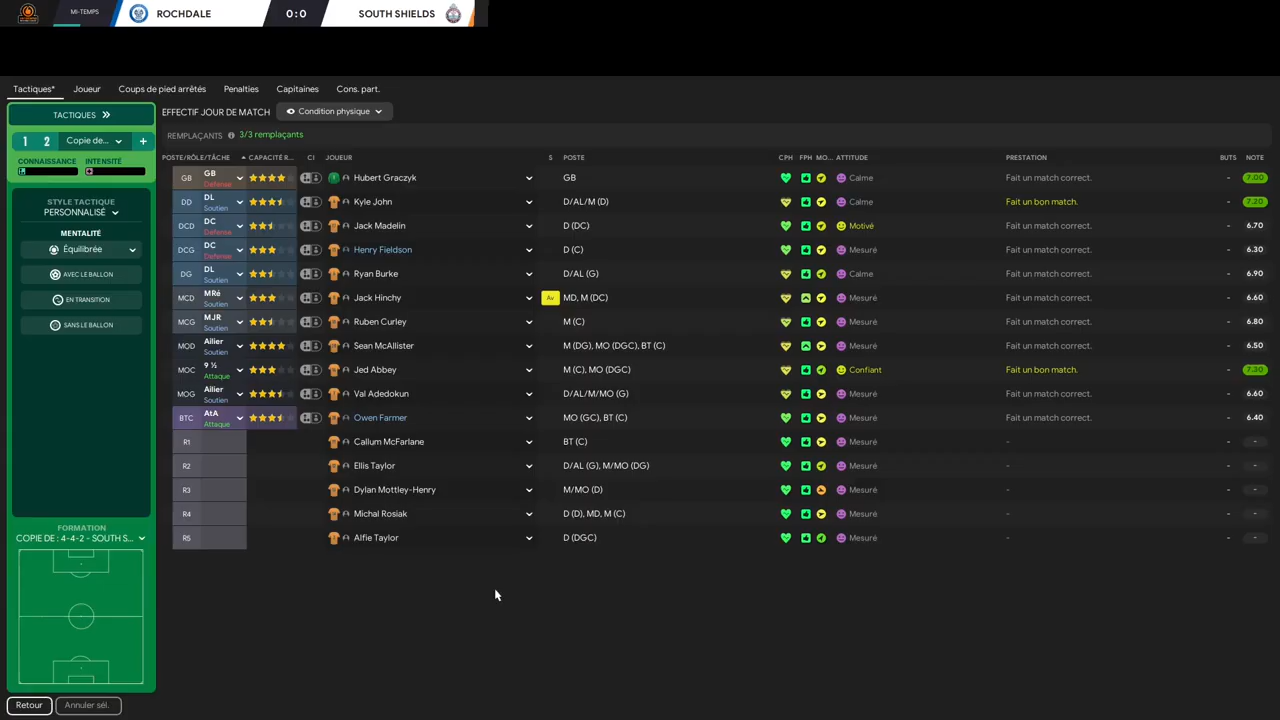 MI-TEMPS ROCHDALE 0:0 SOUTH SHIELDS
Tactiques* Joueur Coups de pied arrêtés Penalties Capitaines Cons. part.
TACTIQUES
EFFECTIF JOUR DE MATCH Condition physique
1 2 Copie de... +
REMPLAÇANTS 3/3 remplaçants
CONNAISSANCE INTENSITÉ
POSTE/RÔLE/TÂCHE CAPACITÉ R... CI JOUEUR S POSTE CPH FPH MO... ATTITUDE PRESTATION BUTS NOTE
GB GB Défense Hubert Graczyk GB Calme Fait un match correct. - 7.00
DD DL Soutien Kyle John D/AL/M (D) Calme Fait un bon match. - 7.20
DCD DC Défense Jack Madelin D (DC) Motivé Fait un match correct. - 6.70
DCG DC Défense Henry Fieldson D (C) Mesuré Fait un match correct. - 6.30
DG DL Soutien Ryan Burke D/AL (G) Calme Fait un match correct. - 6.90
MCD MRé Soutien Jack Hinchy Av MD, M (DC) Mesuré Fait un match correct. - 6.60
MCG MJR Soutien Ruben Curley M (C) Mesuré Fait un match correct. - 6.80
MOD Ailier Soutien Sean McAllister M (DG), MO (DGC), BT (C) Mesuré Fait un match correct. - 6.50
MOC 9 ½ Attaque Jed Abbey M (C), MO (DGC) Confiant Fait un bon match. - 7.30
MOG Ailier Soutien Val Adedokun D/AL/M/MO (G) Mesuré Fait un match correct. - 6.60
BTC AtA Attaque Owen Farmer MO (GC), BT (C) Mesuré Fait un match correct. - 6.40
R1 Callum McFarlane BT (C) Mesuré - - -
R2 Ellis Taylor D/AL (G), M/MO (DG) Mesuré - - -
R3 Dylan Mottley-Henry M/MO (D) Mesuré - - -
R4 Michal Rosiak D (D), MD, M (C) Mesuré - - -
R5 Alfie Taylor D (DGC) Mesuré - - -
STYLE TACTIQUE
PERSONNALISÉ
MENTALITÉ
Équilibrée
AVEC LE BALLON
EN TRANSITION
SANS LE BALLON
FORMATION
COPIE DE : 4-4-2 - SOUTH S...
Retour Annuler sél.